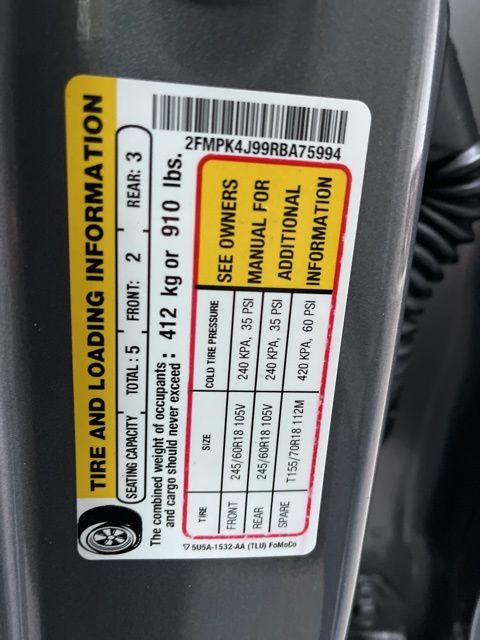 TIRE AND LOADING INFORMATION
SEATING CAPACITY TOTAL : 5 FRONT: 2 REAR: 3
The combined weight of occupants
and cargo should never exceed : 412 kg or 910 lbs.
2FMPK4J99RBA75994
TIRE SIZE COLD TIRE PRESSURE
FRONT 245/60R18 105V 240 KPA, 35 PSI
REAR 245/60R18 105V 240 KPA, 35 PSI
SPARE T155/70R18 112M 420 KPA, 60 PSI
SEE OWNERS
MANUAL FOR
ADDITIONAL
INFORMATION
▽ 5U5A-1532-AA (TLU) FoMoCo